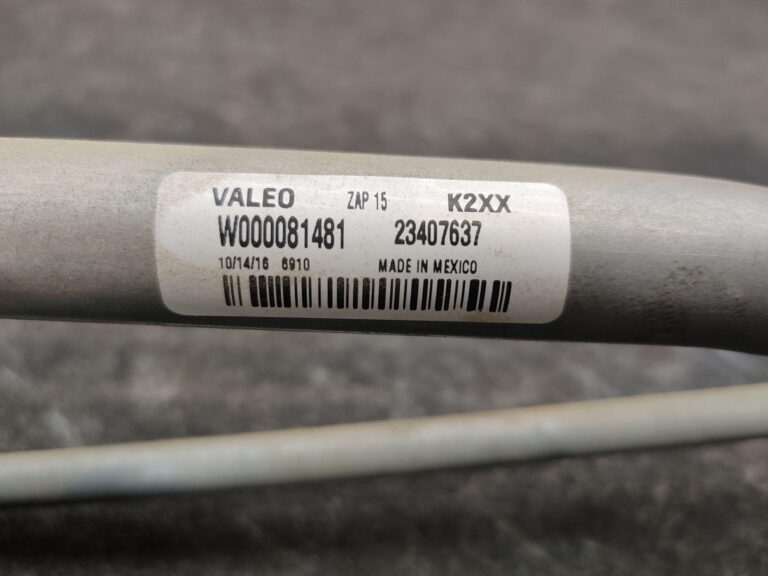 VALEO ZAP 15 K2XX
W000081481 23407637
10/14/16 6910 MADE IN MEXICO